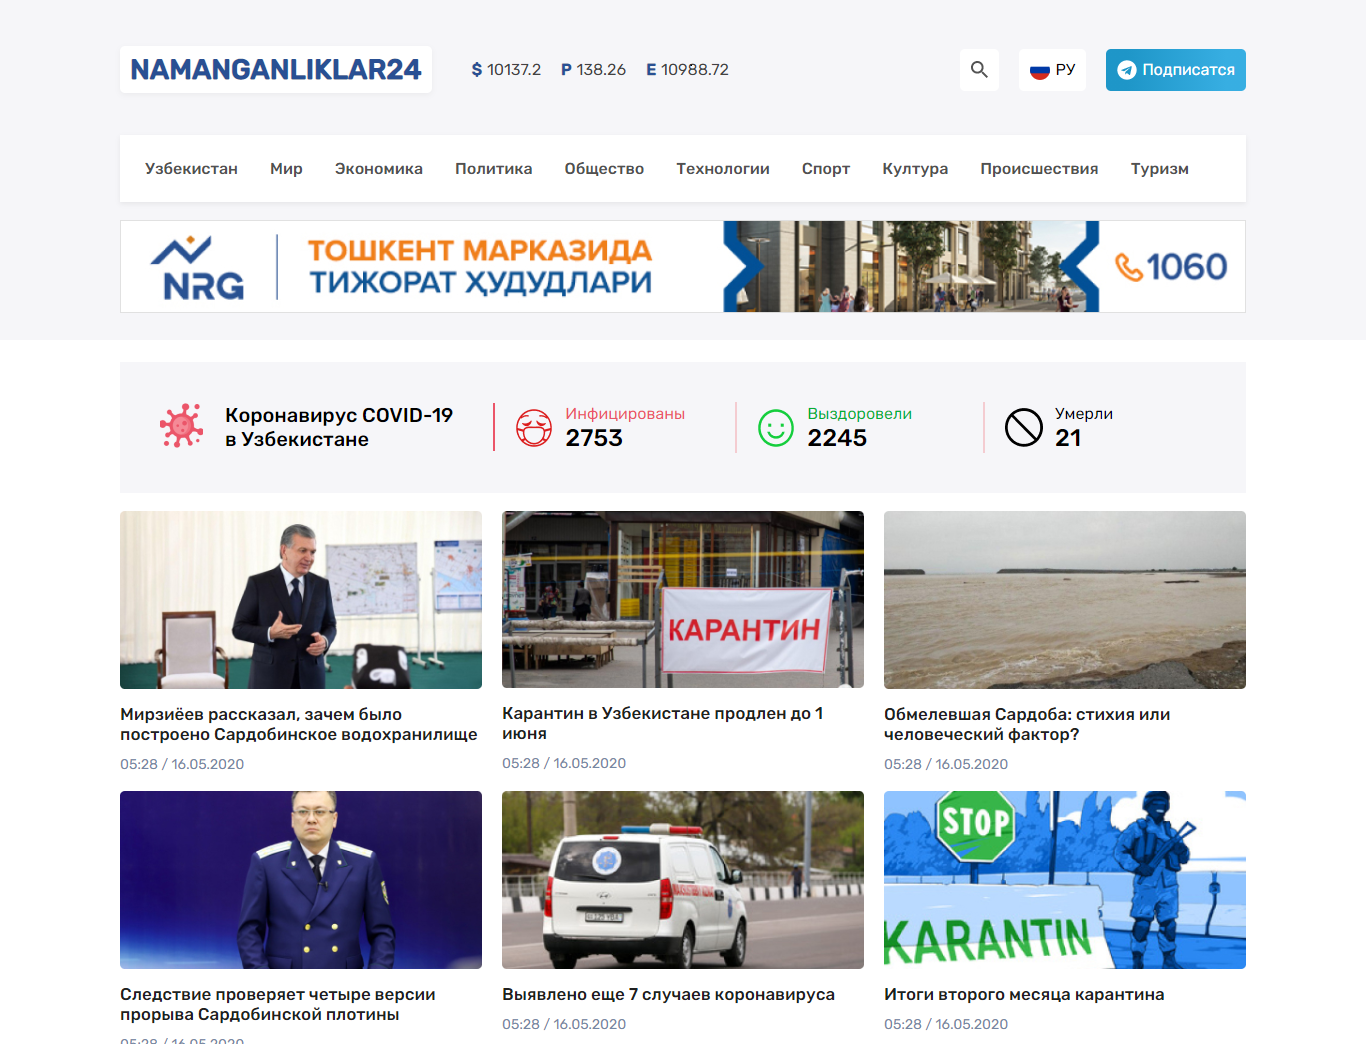 NAMANGANLIKLAR24
$ 10137.2
P 138.26
E 10988.72
РУ
Подписатся
Узбекистан
Мир
Экономика
Политика
Общество
Технологии
Спорт
Култура
Происшествия
Туризм
NRG
ТОШКЕНТ МАРКАЗИДА
ТИЖОРАТ ҲУДУДЛАРИ
1060
Коронавирус COVID-19
в Узбекистане
Инфицированы
2753
Выздоровели
2245
Умерли
21
КАРАНТИН
Мирзиёев рассказал, зачем было
построено Сардобинское водохранилище
05:28 / 16.05.2020
Карантин в Узбекистане продлен до 1
июня
05:28 / 16.05.2020
Обмелевшая Сардоба: стихия или
человеческий фактор?
05:28 / 16.05.2020
STOP
KARANTIN
Следствие проверяет четыре версии
прорыва Сардобинской плотины
05:28 / 16.05.2020
Выявлено еще 7 случаев коронавируса
05:28 / 16.05.2020
Итоги второго месяца карантина
05:28 / 16.05.2020